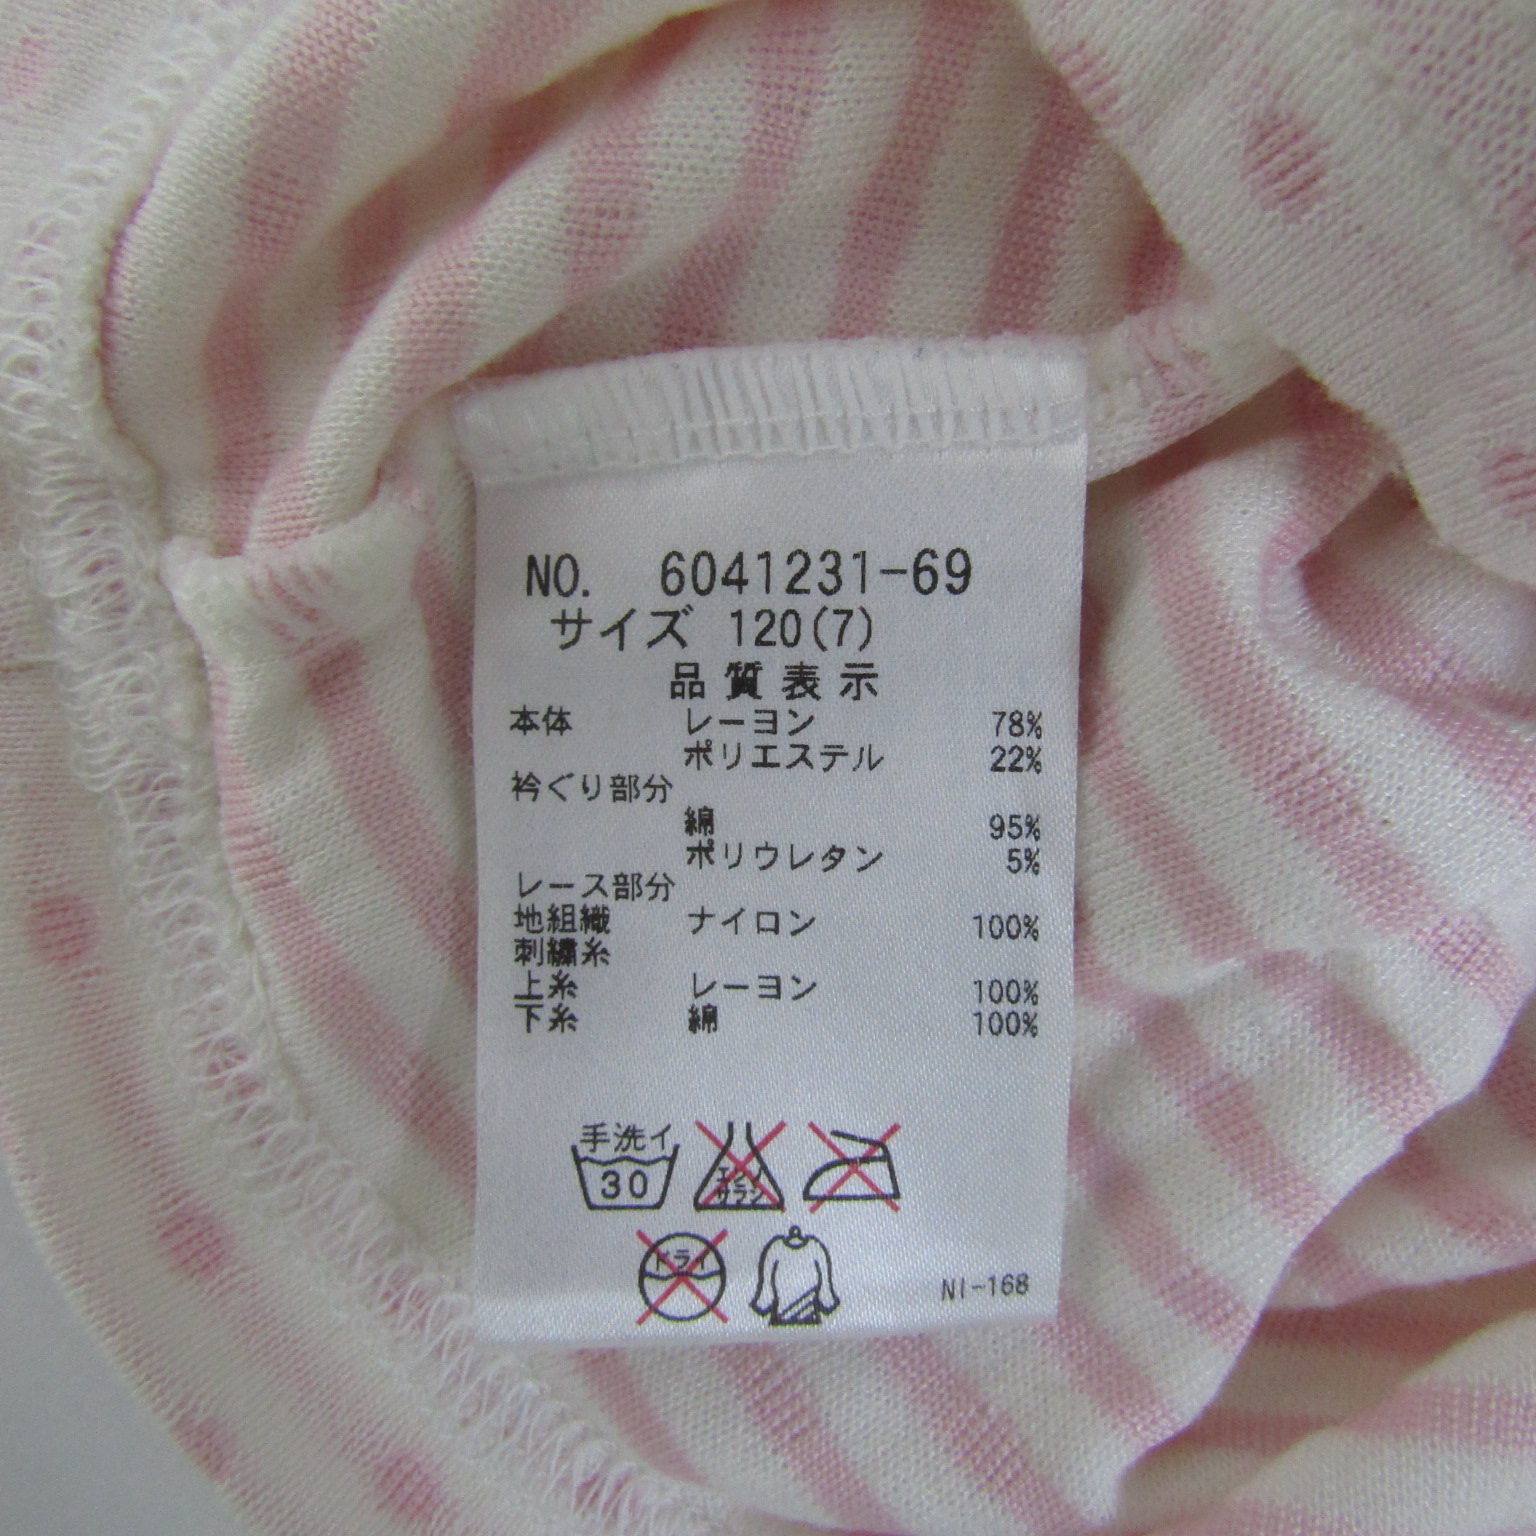 NO. 6041231-69
サイズ 120(7)
品質表示
本体 レーヨン 78%
ポリエステル 22%
衿ぐり部分
綿 95%
ポリウレタン 5%
レース部分
地組織 ナイロン 100%
刺繍糸
上糸 レーヨン 100%
下糸 綿 100%
手洗イ
30
エンソ
サラシ
ドライ
NI-168